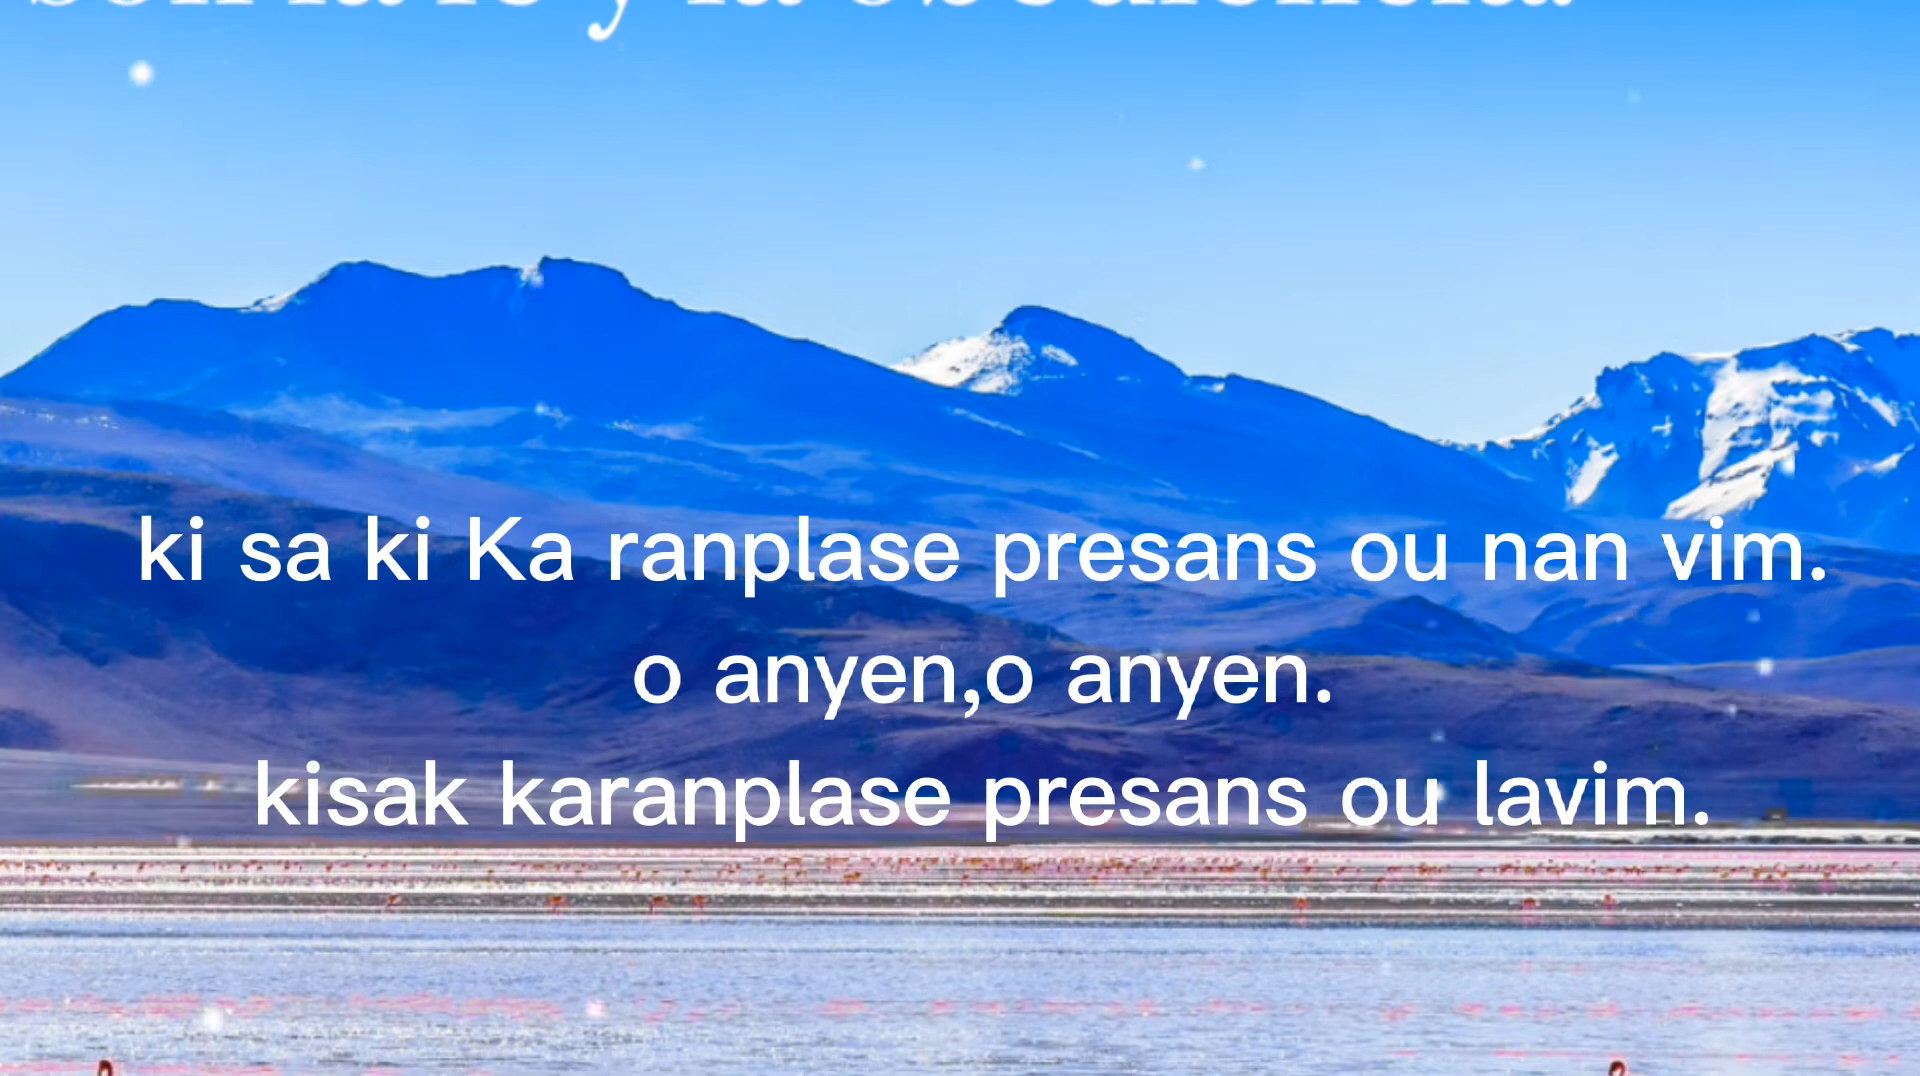 ki sa ki Ka ranplase presans ou nan vim.
o anyen,o anyen.
kisak karanplase presans ou lavim.